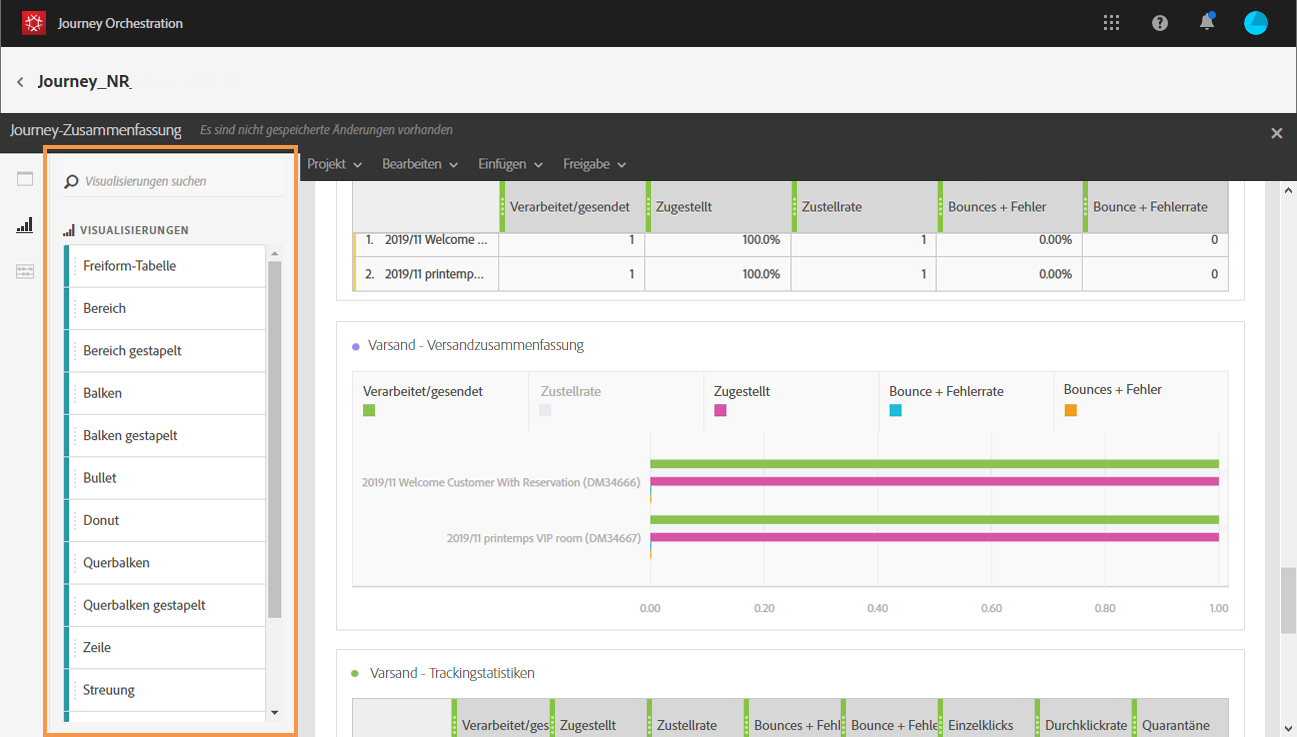 Journey Orchestration
Journey_NR_
Journey-Zusammenfassung Es sind nicht gespeicherte Änderungen vorhanden
Projekt Bearbeiten Einfügen Freigabe
Visualisierungen suchen
VISUALISIERUNGEN
Freiform-Tabelle
Bereich
Bereich gestapelt
Balken
Balken gestapelt
Bullet
Donut
Querbalken
Querbalken gestapelt
Zeile
Streuung
Verarbeitet/gesendet Zugestellt Zustellrate Bounces + Fehler Bounce + Fehlerrate
1. 2019/11 Welcome ... 1 100.0% 1 0.00% 0
2. 2019/11 printemp... 1 100.0% 1 0.00% 0
Varsand - Versandzusammenfassung
Verarbeitet/gesendet Zustellrate Zugestellt Bounce + Fehlerrate Bounces + Fehler
2019/11 Welcome Customer With Reservation (DM34666)
2019/11 printemps VIP room (DM34667)
0.00 0.20 0.40 0.60 0.80 1.00
Varsand - Trackingstatistiken
Verarbeitet/ges Zugestellt Zustellrate Bounces + Fehl Bounce + Fehle Einzelklicks Durchklickrate Quarantäne